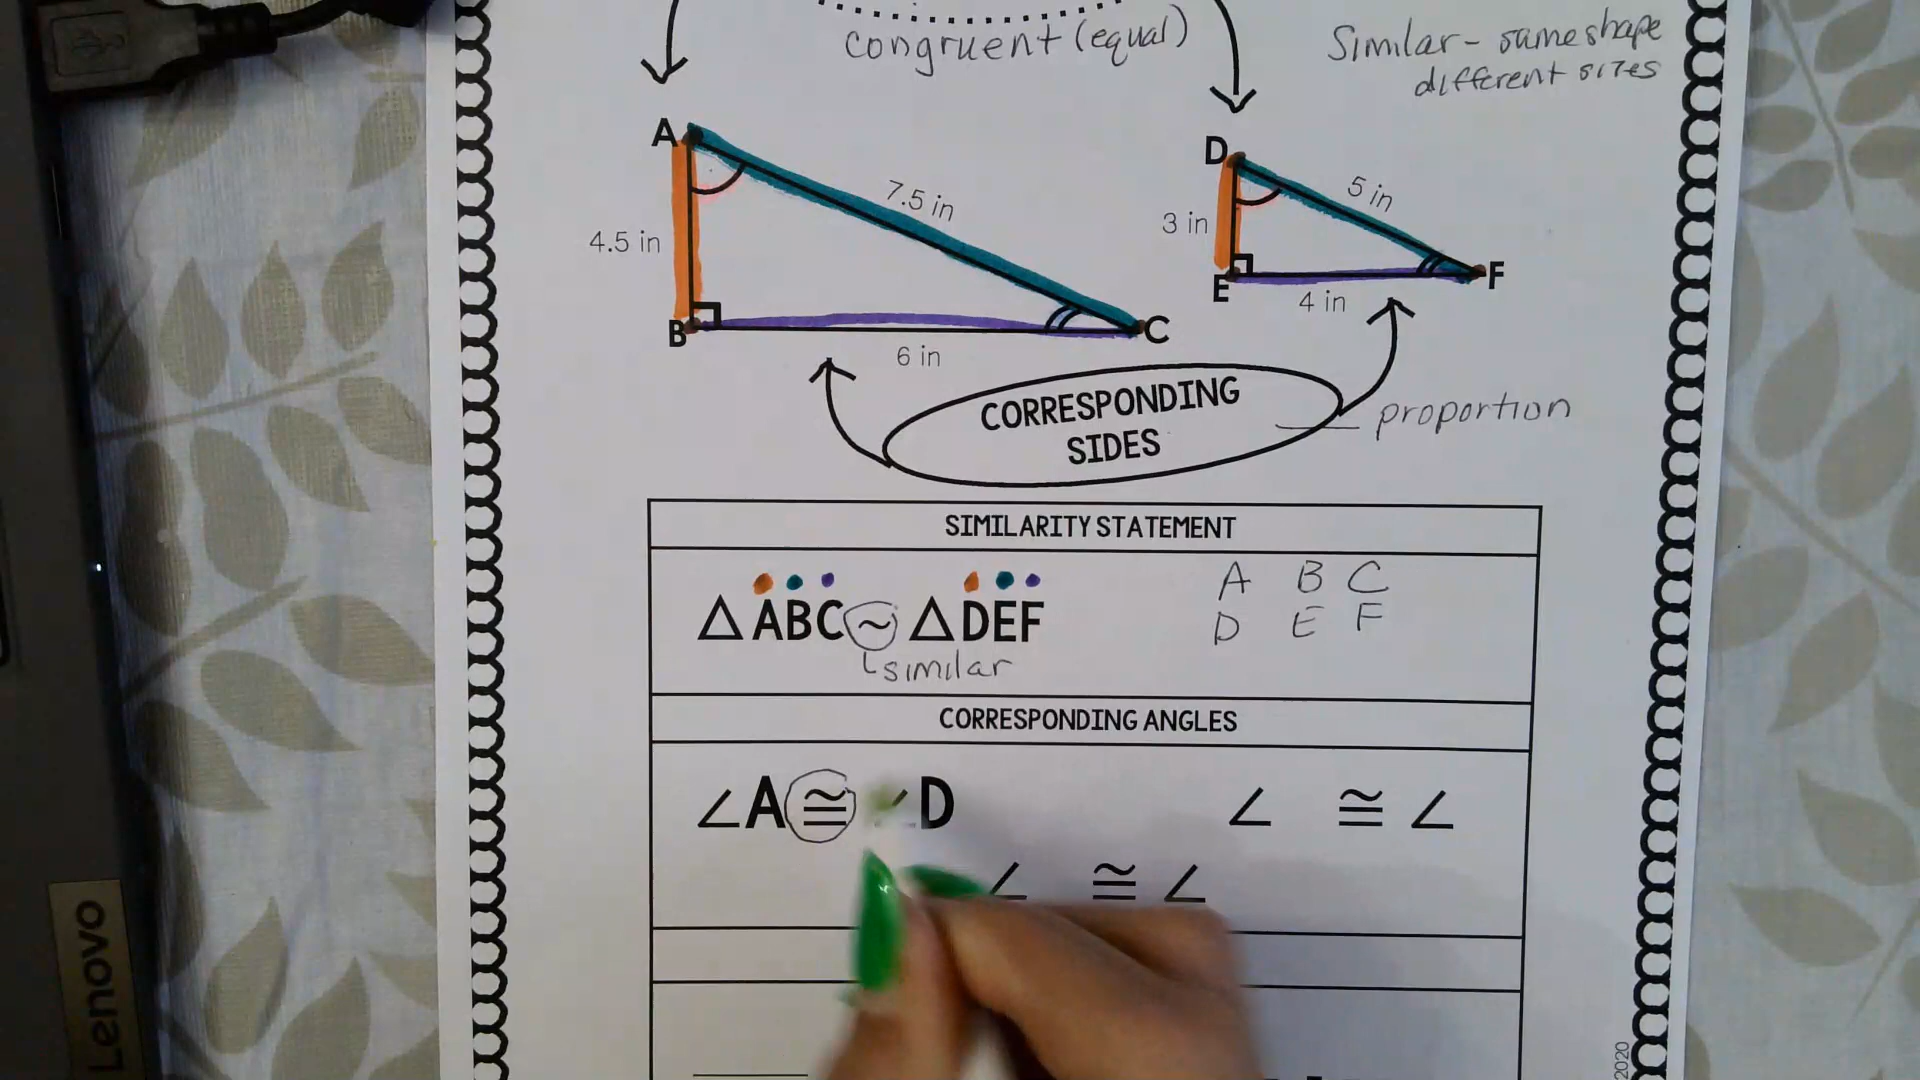 congruent (equal)
Similar - same shape
different sizes
A
7.5 in
4.5 in
B
C
6 in
D
5 in
3 in
E
F
4 in
CORRESPONDING
SIDES
proportion
SIMILARITY STATEMENT
△ABC ~ △DEF
similar
A B C
D E F
CORRESPONDING ANGLES
∠A ≅ ∠D
∠ ≅ ∠
∠ ≅ ∠
Lenovo
2020